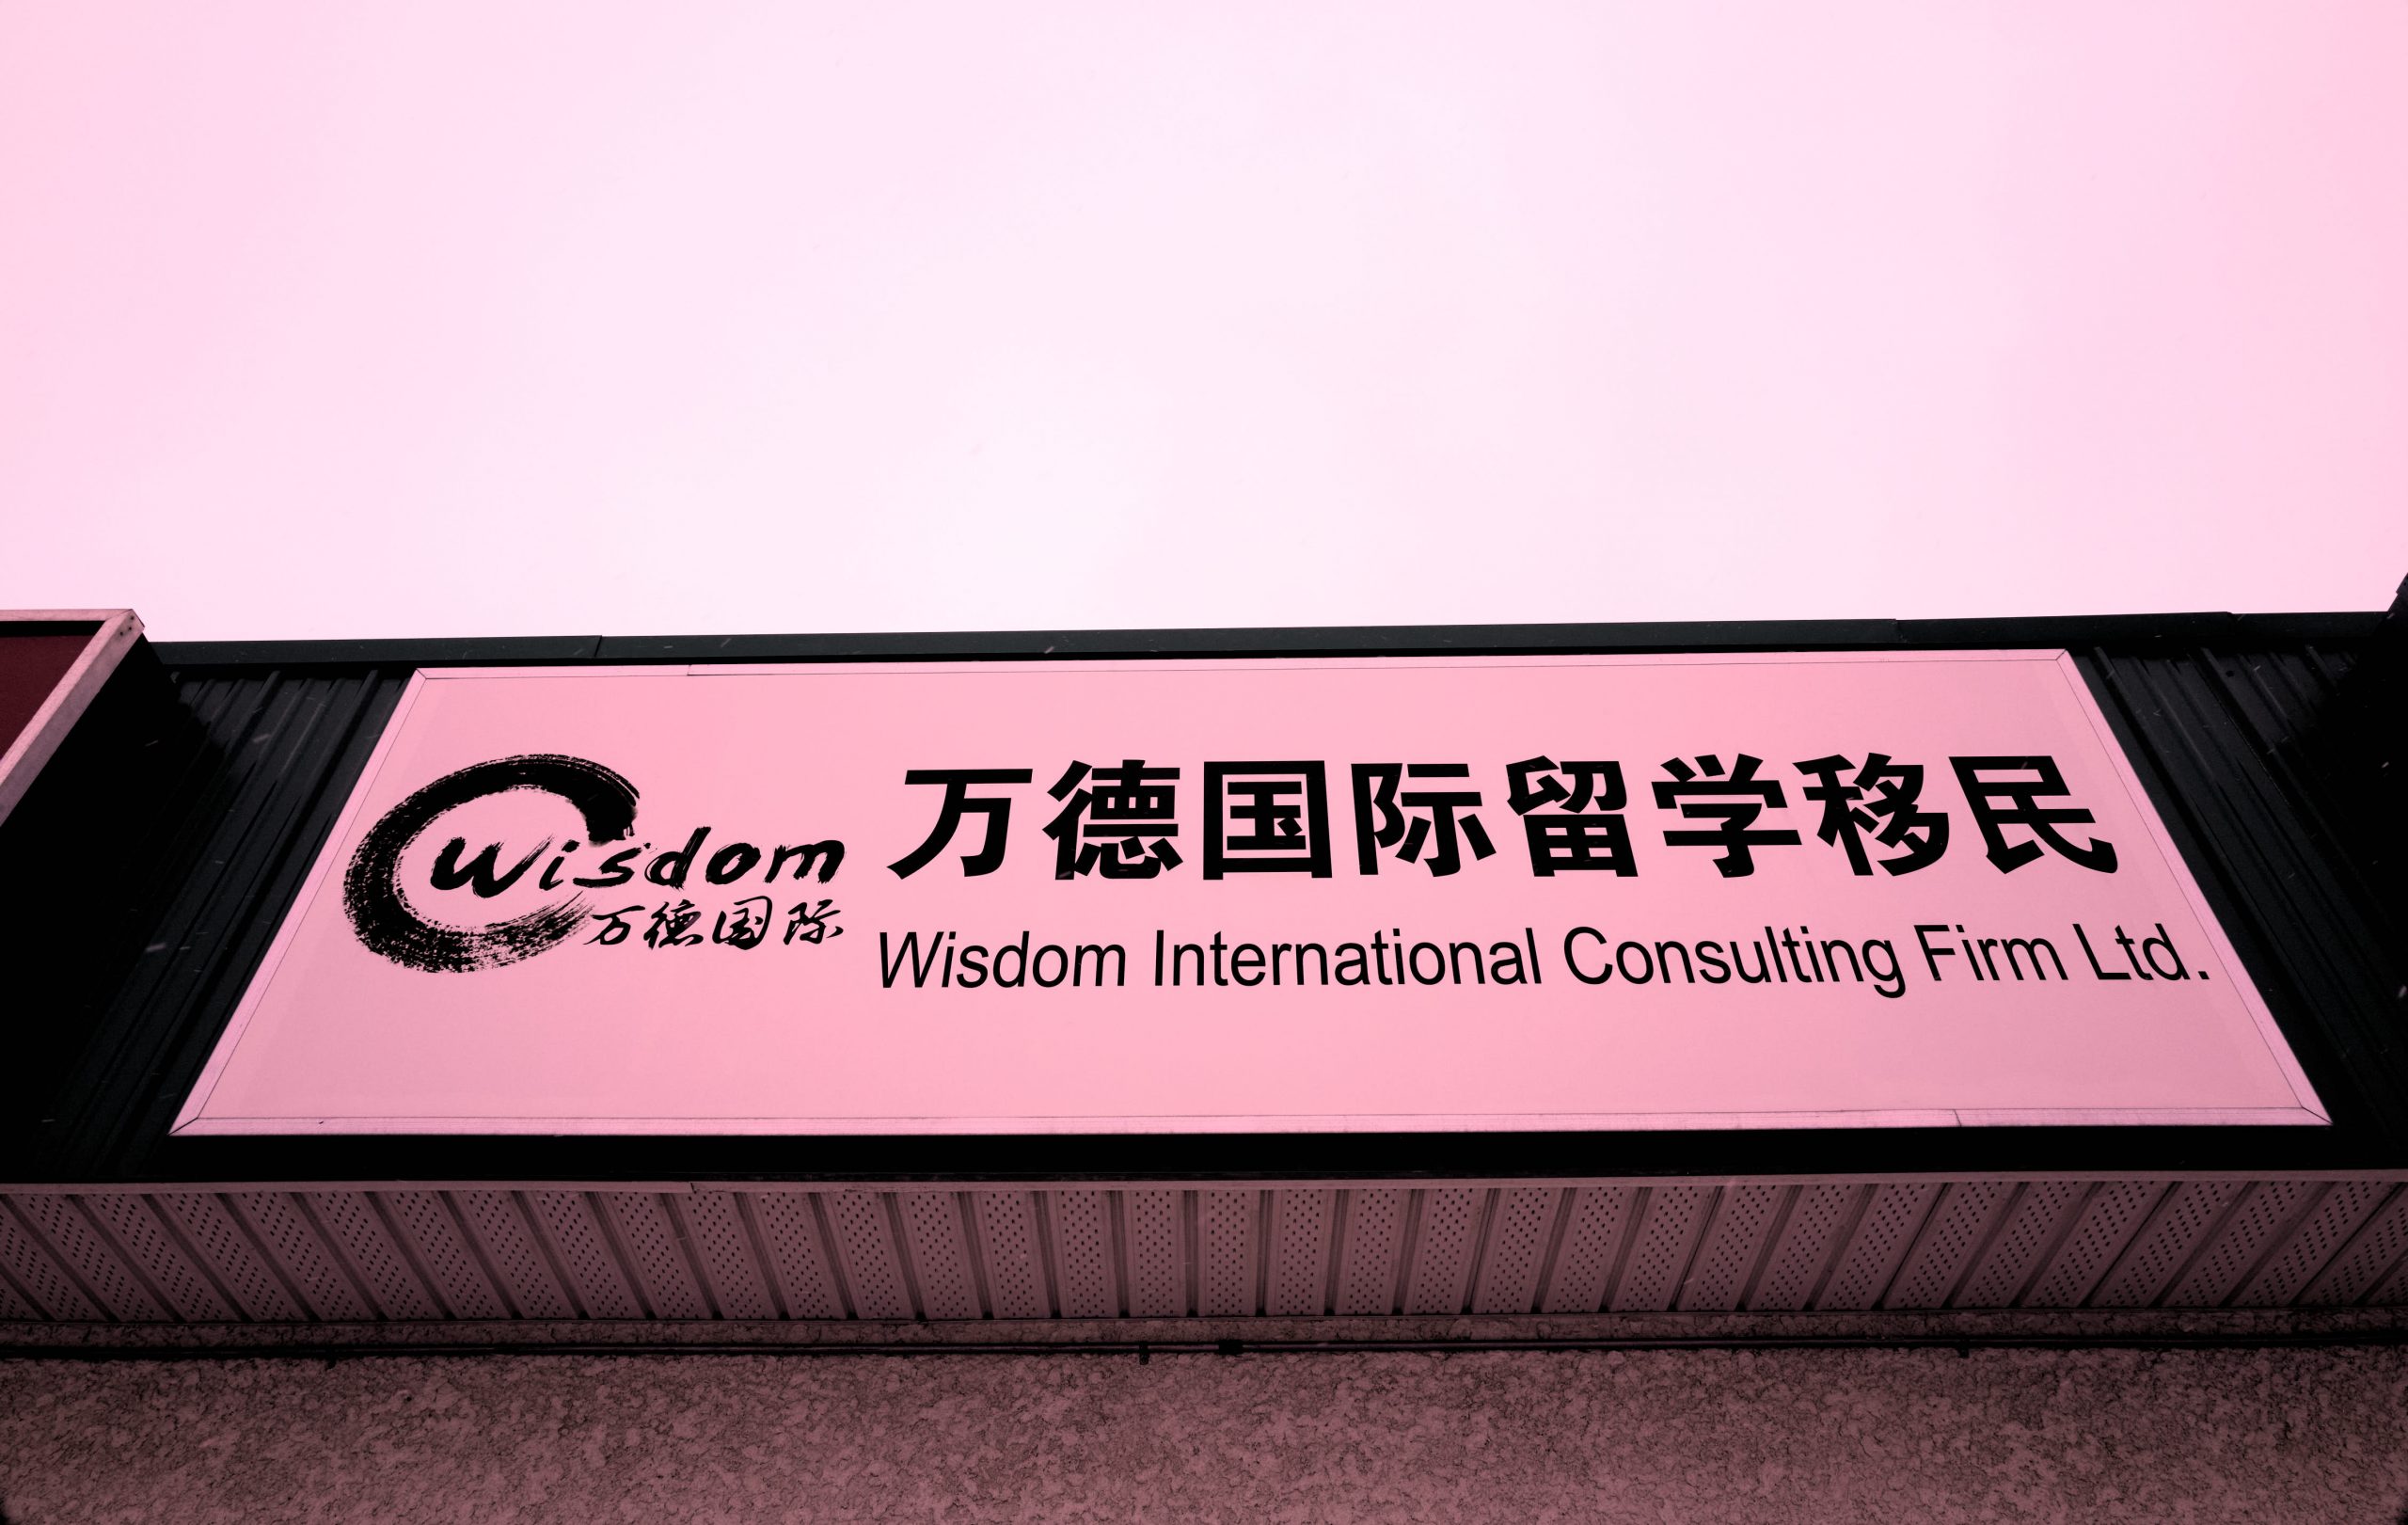 Wisdom
万德国际
万德国际留学移民
Wisdom International Consulting Firm Ltd.